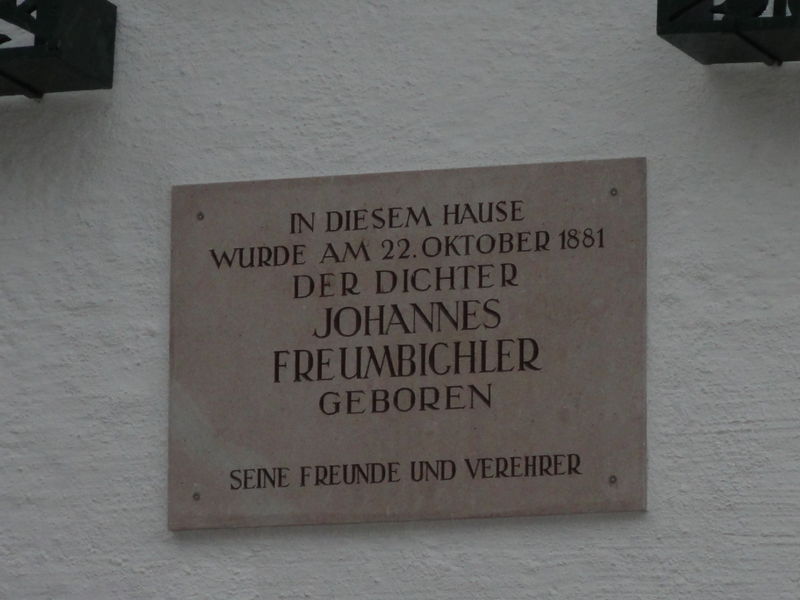 IN DIESEM HAUSE
WURDE AM 22. OKTOBER 1881
DER DICHTER
JOHANNES
FREUMBICHLER
GEBOREN
SEINE FREUNDE UND VEREHRER